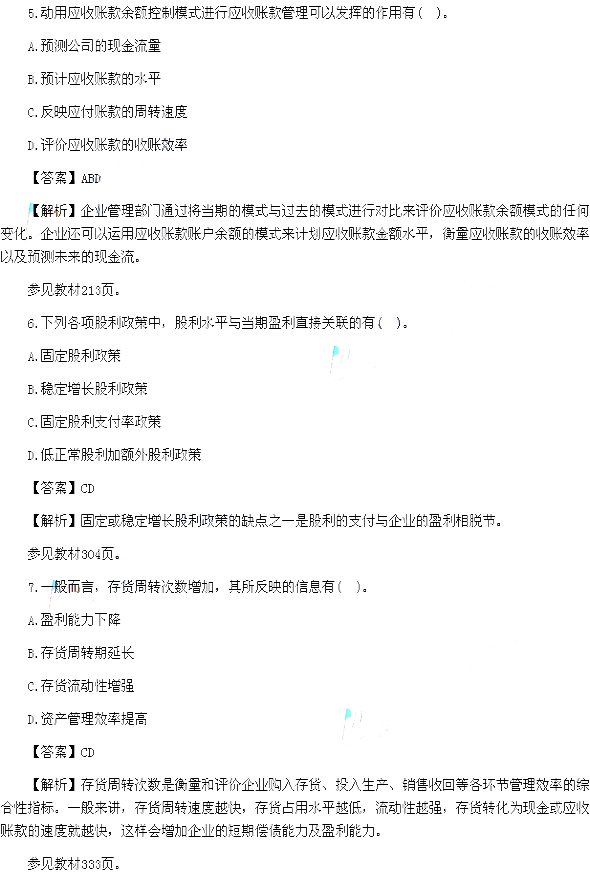 5.动用应收账款余额控制模式进行应收账款管理可以发挥的作用有(  )。
A.预测公司的现金流量
B.预计应收账款的水平
C.反映应付账款的周转速度
D.评价应收账款的收账效率
【答案】ABD
【解析】企业管理部门通过将当期的模式与过去的模式进行对比来评价应收账款余额模式的任何
变化。企业还可以运用应收账款账户余额的模式来计划应收账款金额水平，衡量应收账款的收账效率
以及预测未来的现金流。
参见教材213页。
6.下列各项股利政策中，股利水平与当期盈利直接关联的有(  )。
A.固定股利政策
B.稳定增长股利政策
C.固定股利支付率政策
D.低正常股利加额外股利政策
【答案】CD
【解析】固定或稳定增长股利政策的缺点之一是股利的支付与企业的盈利相脱节。
参见教材304页。
7.一般而言，存货周转次数增加，其所反映的信息有(  )。
A.盈利能力下降
B.存货周转期延长
C.存货流动性增强
D.资产管理效率提高
【答案】CD
【解析】存货周转次数是衡量和评价企业购入存货、投入生产、销售收回等各环节管理效率的综
合性指标。一般来讲，存货周转速度越快，存货占用水平越低，流动性越强，存货转化为现金或应收
账款的速度就越快，这样会增加企业的短期偿债能力及盈利能力。
参见教材333页。